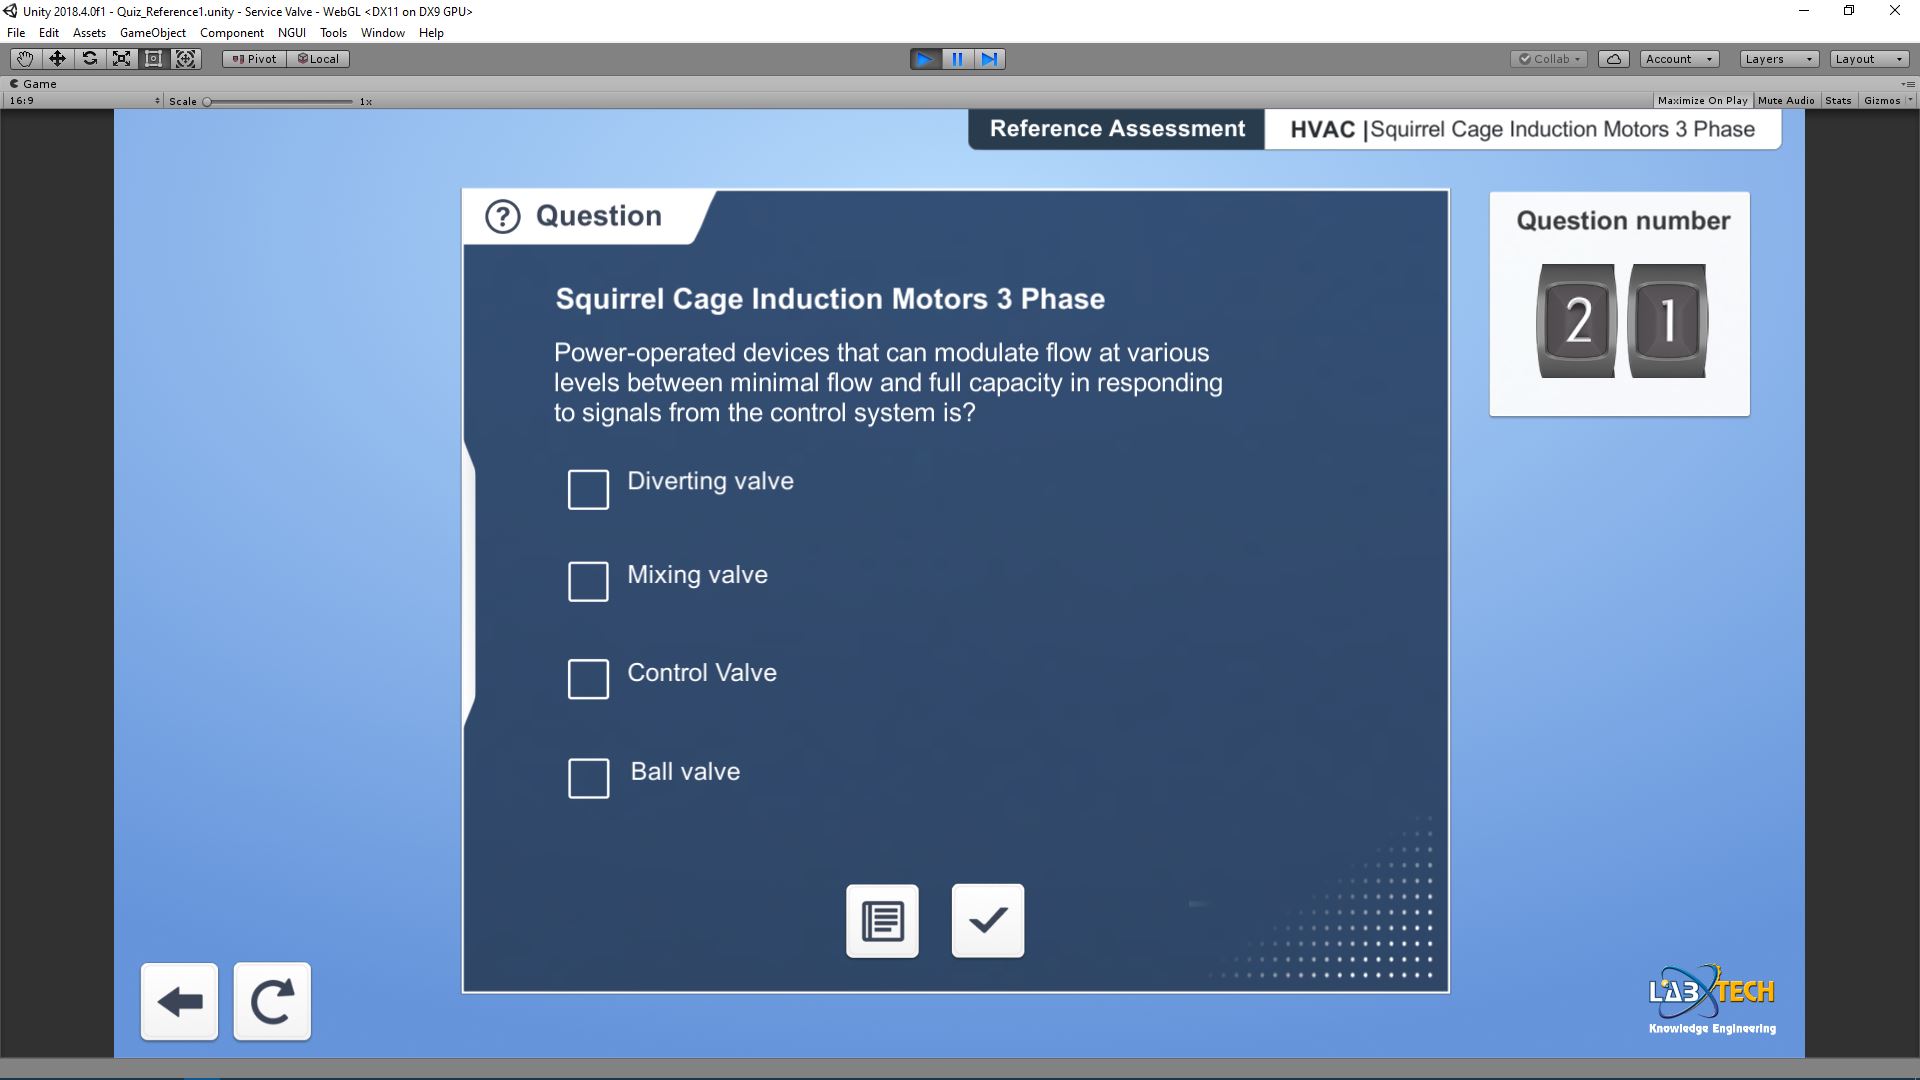 Unity 2018.4.0f1 - Quiz_Reference1.unity - Service Valve - WebGL <DX11 on DX9 GPU>
File Edit Assets GameObject Component NGUI Tools Window Help
Pivot Local Collab Account Layers Layout
Game
16:9 Scale 1x Maximize On Play Mute Audio Stats Gizmos
Reference Assessment HVAC | Squirrel Cage Induction Motors 3 Phase
? Question
Question number
2 1
Squirrel Cage Induction Motors 3 Phase
Power-operated devices that can modulate flow at various
levels between minimal flow and full capacity in responding
to signals from the control system is?
Diverting valve
Mixing valve
Control Valve
Ball valve
LABTECH
Knowledge Engineering